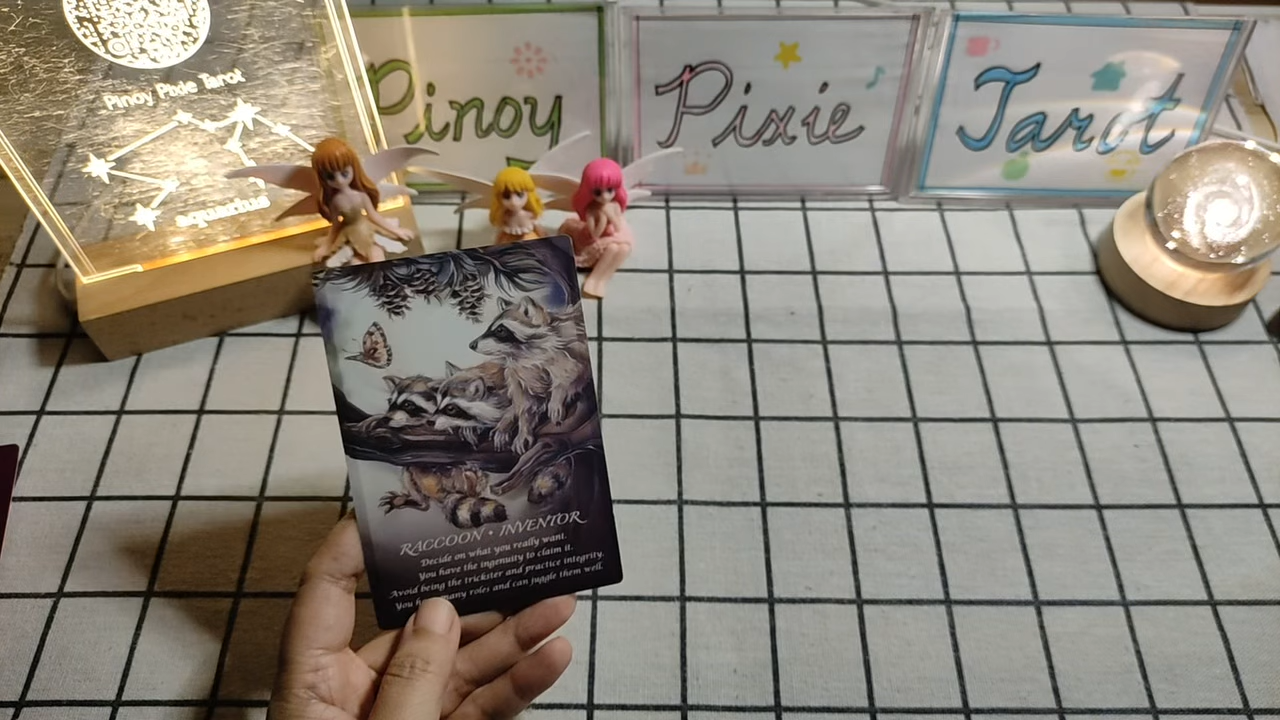 Pinoy Pixie Tarot
aquarius
Pinoy
Pixie
Tarot
RACCOON • INVENTOR
Decide on what you really want.
You have the ingenuity to claim it.
Avoid being the trickster and practice integrity.
You many roles and can juggle them well.